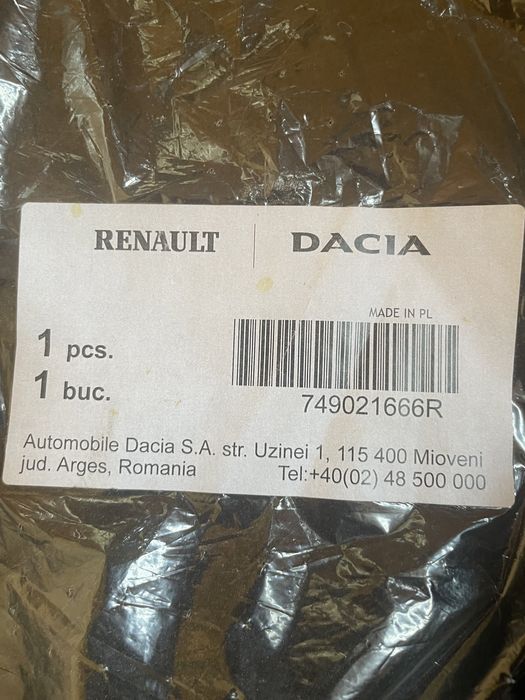 RENAULT | DACIA
MADE IN PL
1 pcs.
1 buc.
749021666R
Automobile Dacia S.A. str. Uzinei 1, 115 400 Mioveni
jud. Arges, Romania Tel:+40(02) 48 500 000